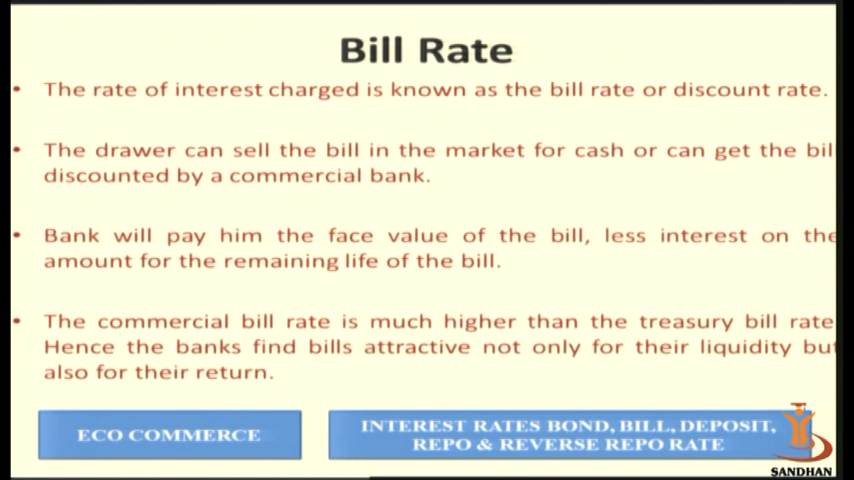 Bill Rate
• The rate of interest charged is known as the bill rate or discount rate.
• The drawer can sell the bill in the market for cash or can get the bil
discounted by a commercial bank.
• Bank will pay him the face value of the bill, less interest on the
amount for the remaining life of the bill.
• The commercial bill rate is much higher than the treasury bill rate
Hence the banks find bills attractive not only for their liquidity but
also for their return.
ECO COMMERCE
INTEREST RATES BOND, BILL, DEPOSIT,
REPO & REVERSE REPO RATE
SANDHAN